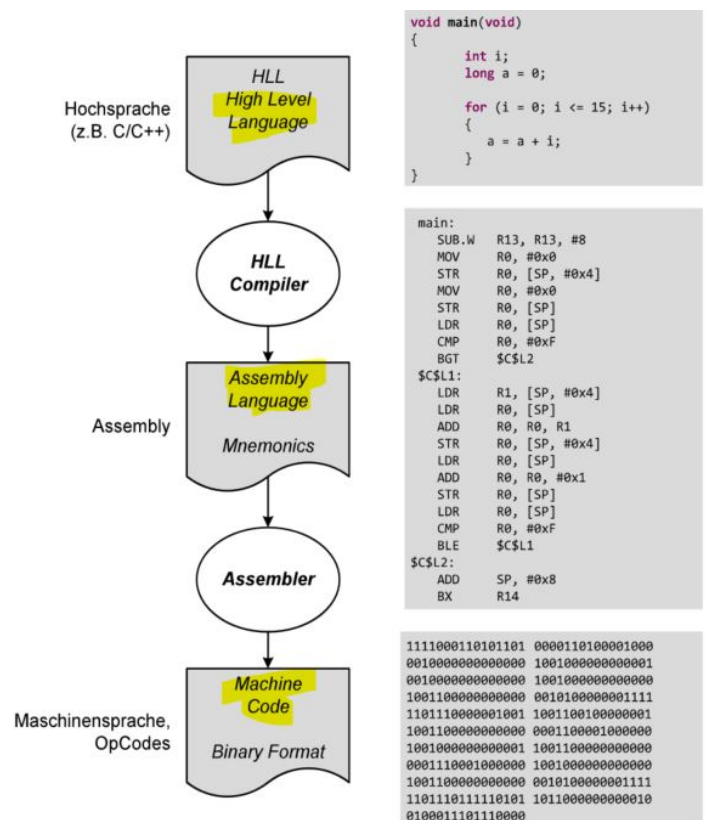 Hochsprache
(z.B. C/C++)
HLL
High Level
Language
HLL
Compiler
Assembly
Assembly
Language
Mnemonics
Assembler
Maschinensprache,
OpCodes
Machine
Code
Binary Format
void main(void)
{
int i;
long a = 0;
for (i = 0; i <= 15; i++)
{
a = a + i;
}
}
main:
SUB.W R13, R13, #8
MOV R0, #0x0
STR R0, [SP, #0x4]
MOV R0, #0x0
STR R0, [SP]
LDR R0, [SP]
CMP R0, #0xF
BGT $C$L2
$C$L1:
LDR R1, [SP, #0x4]
LDR R0, [SP]
ADD R0, R0, R1
STR R0, [SP, #0x4]
LDR R0, [SP]
ADD R0, R0, #0x1
STR R0, [SP]
LDR R0, [SP]
CMP R0, #0xF
BLE $C$L1
$C$L2:
ADD SP, #0x8
BX R14
1111000110101101 0000110100001000
0010000000000000 1001000000000001
0010000000000000 1001000000000000
1001100000000000 0010100000001111
1101110000001001 1001100100000001
1001100000000000 0001100001000000
1001000000000001 1001100000000000
0001110001000000 1001000000000000
1001100000000000 0010100000001111
1101110111110101 1011000000000010
0100011101110000